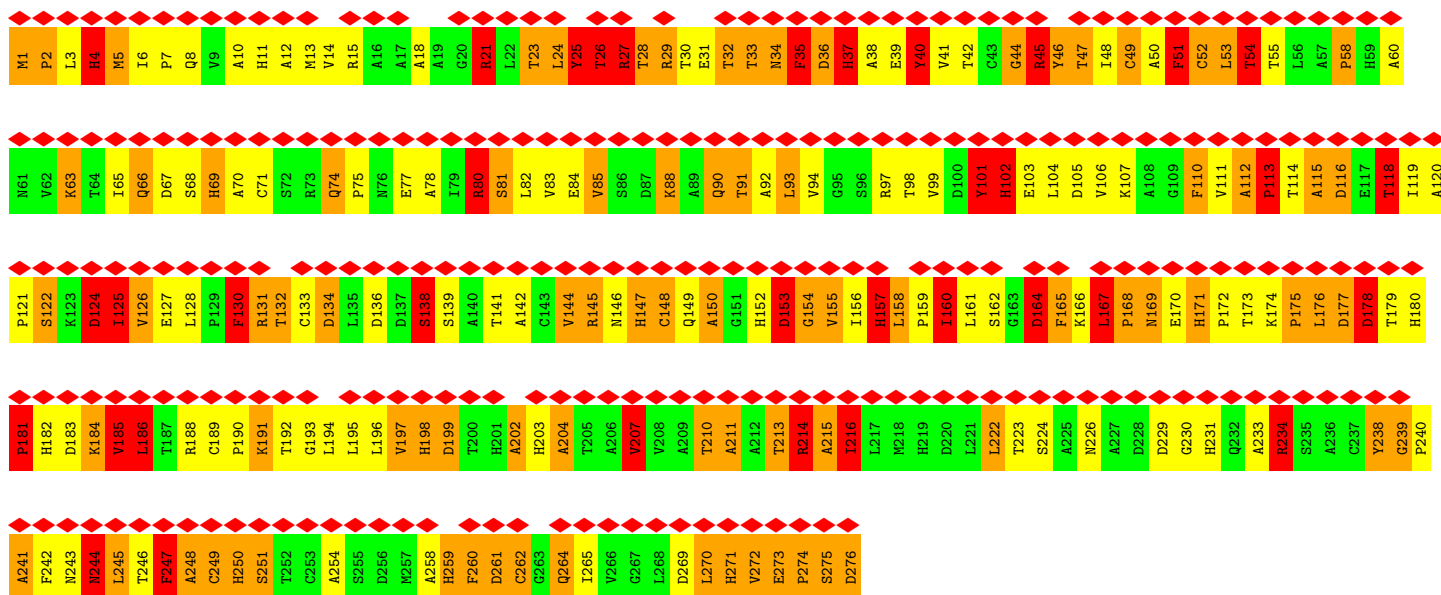 M1 P2 L3 H4 M5 I6 P7 Q8 V9 A10 H11 A12 M13 V14 R15 A16 A17 A18 A19 G20 R21 L22 T23 L24 Y25 T26 R27 T28 R29 T30 E31 T32 T33 N34 F35 D36 H37 A38 E39 Y40 V41 T42 C43 G44 R45 Y46 T47 I48 C49 A50 F51 C52 L53 T54 T55 L56 A57 P58 H59 A60
N61 V62 K63 T64 I65 Q66 D67 S68 H69 A70 C71 S72 R73 Q74 P75 N76 E77 A78 I79 R80 S81 L82 V83 E84 V85 S86 D87 K88 A89 Q90 T91 A92 L93 V94 G95 S96 R97 T98 V99 D100 Y101 H102 E103 L104 D105 V106 K107 A108 G109 F110 V111 A112 P113 T114 A115 D116 E117 T118 I119 A120
P121 S122 K123 D124 I125 V126 E127 L128 P129 F130 R131 T132 C133 D134 L135 D136 D137 S138 S139 A140 T141 A142 C143 V144 R145 N146 H147 C148 Q149 A150 G151 H152 D153 G154 V155 I156 H157 L158 P159 I160 L161 S162 G163 D164 F165 K166 L167 P168 N169 E170 H171 P172 T173 K174 P175 L176 D177 D178 T179 H180
P181 H182 D183 K184 V185 L186 T187 R188 C189 P190 K191 T192 G193 L194 L195 L196 V197 H198 D199 T200 H201 A202 H203 A204 T205 A206 V207 V208 A209 T210 A211 A212 T213 R214 A215 I216 L217 M218 H219 D220 L221 L222 T223 S224 A225 N226 A227 D228 D229 G230 H231 Q232 A233 R234 S235 A236 C237 Y238 G239 P240
A241 F242 N243 N244 L245 T246 F247 A248 C249 H250 S251 T252 C253 A254 S255 D256 M257 A258 H259 F260 D261 C262 G263 Q264 I265 V266 G267 L268 D269 L270 H271 V272 E273 P274 S275 D276